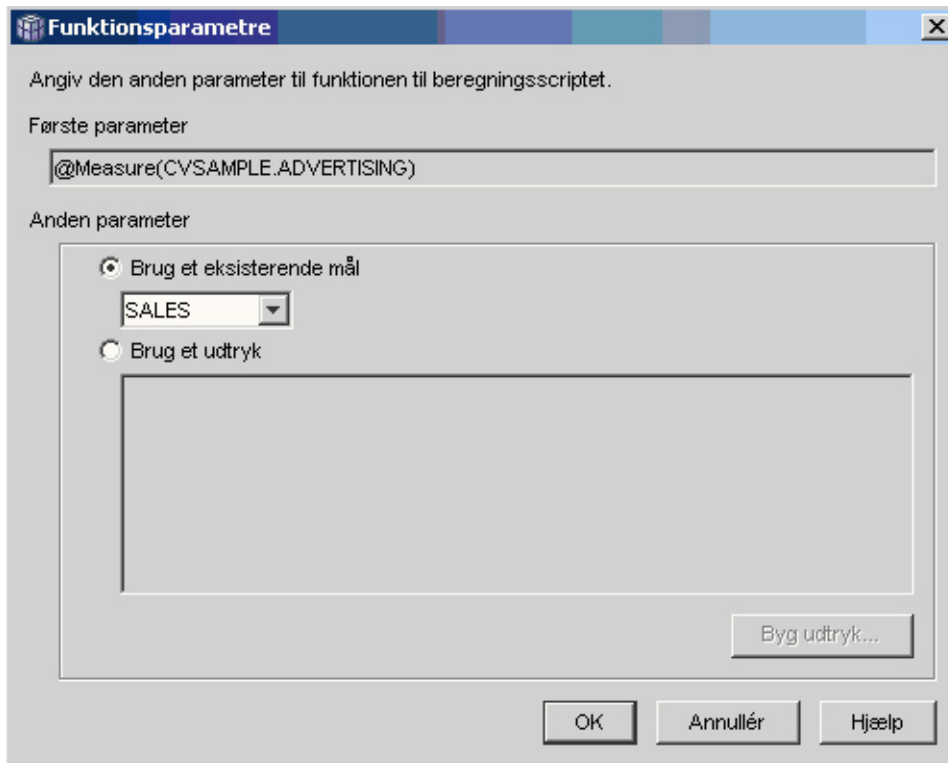 Funktionsparametre
Angiv den anden parameter til funktionen til beregningsscriptet.
Første parameter
@Measure(CVSAMPLE.ADVERTISING)
Anden parameter
Brug et eksisterende mål
SALES
Brug et udtryk
Byg udtryk...
OK Annullér Hjælp